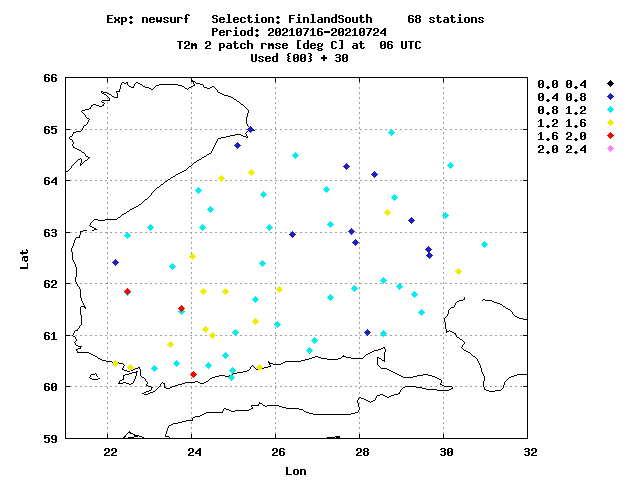 Exp: newsurf Selection: FinlandSouth 68 stations
Period: 20210716-20210724
T2m 2 patch rmse [deg C] at 06 UTC
Used {00} + 30
66
65
64
63
62
61
60
59
Lat
22 24 26 28 30 32
Lon
0.0 0.4
0.4 0.8
0.8 1.2
1.2 1.6
1.6 2.0
2.0 2.4